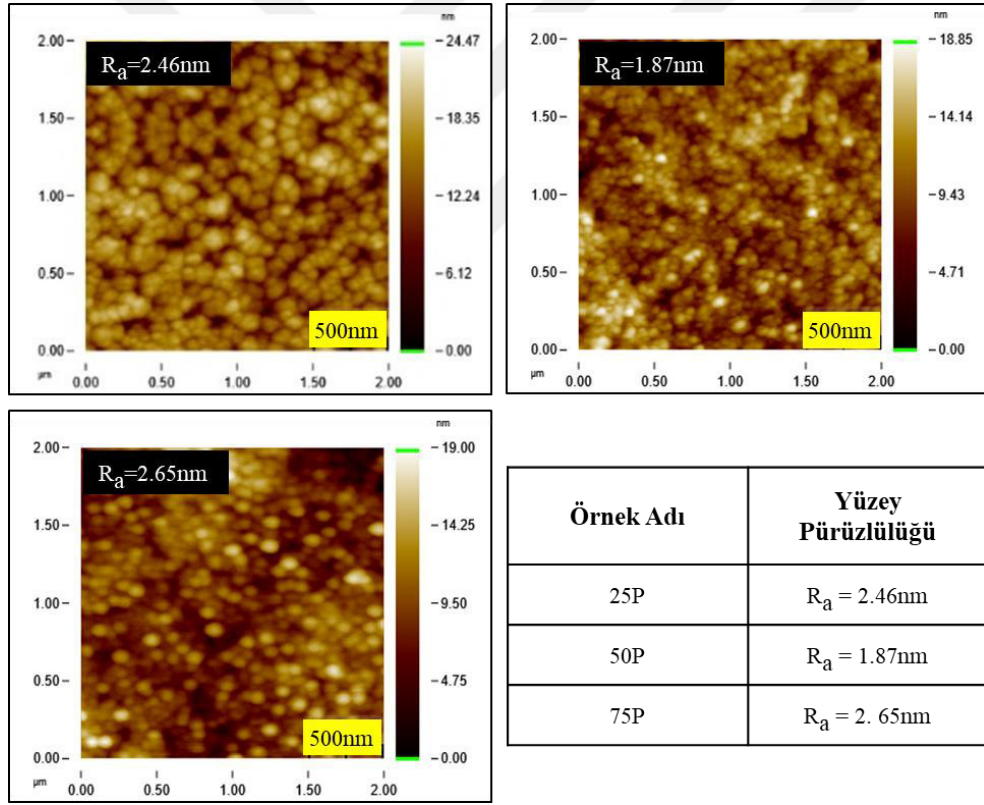 nm
2.00
24.47
Ra=2.46nm
1.50
18.35
1.00
12.24
0.50
6.12
500nm
0.00
0.00
µm
0.00 0.50 1.00 1.50 2.00
nm
2.00
18.85
Ra=1.87nm
1.50
14.14
1.00
9.43
0.50
4.71
500nm
0.00
0.00
µm
0.00 0.50 1.00 1.50 2.00
nm
2.00
19.00
Ra=2.65nm
1.50
14.25
1.00
9.50
0.50
4.75
500nm
0.00
0.00
µm
0.00 0.50 1.00 1.50 2.00
Örnek Adı
Yüzey
Pürüzlülüğü
25P
Ra = 2.46nm
50P
Ra = 1.87nm
75P
Ra = 2. 65nm